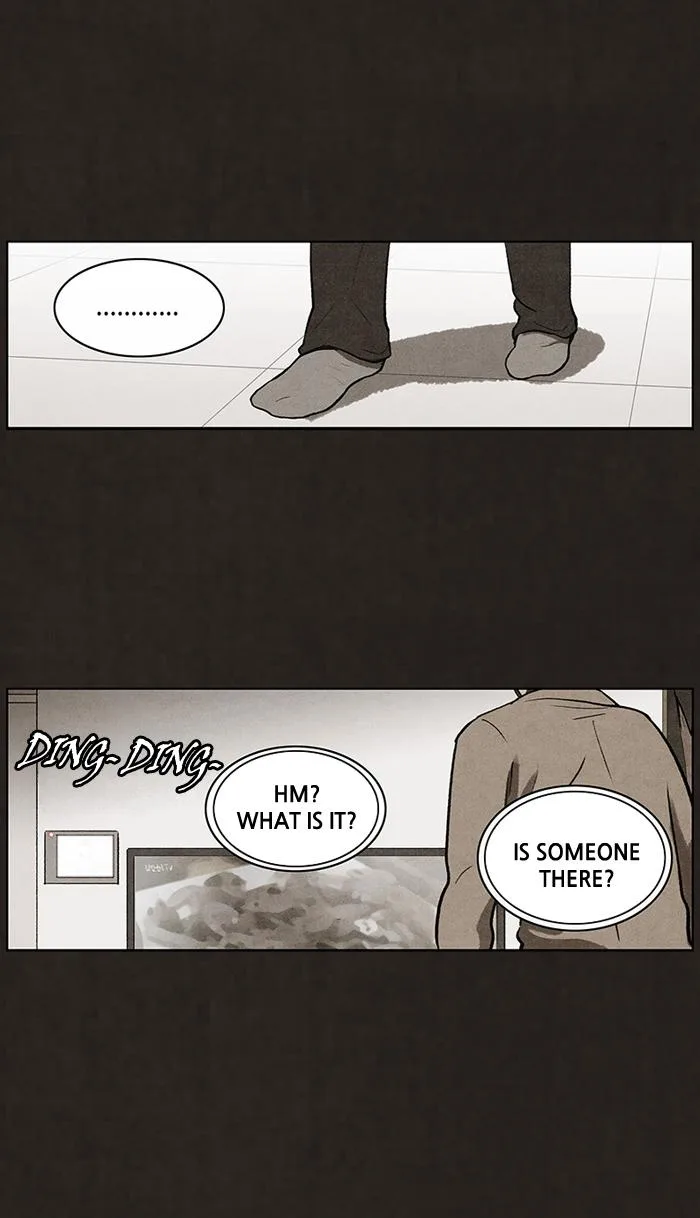 ............
DING~ DING~
HM?
WHAT IS IT?
IS SOMEONE
THERE?